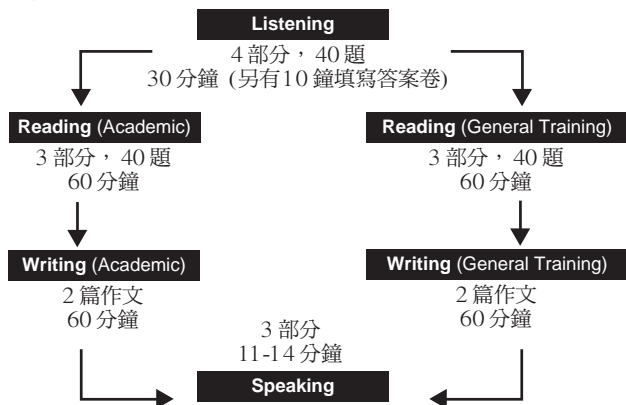 Listening
4 部分，40 題
30 分鐘 (另有10 鐘填寫答案卷)
Reading (Academic)
3 部分，40 題
60 分鐘
Reading (General Training)
3 部分，40 題
60 分鐘
Writing (Academic)
2 篇作文
60 分鐘
Writing (General Training)
2 篇作文
60 分鐘
3 部分
11-14 分鐘
Speaking